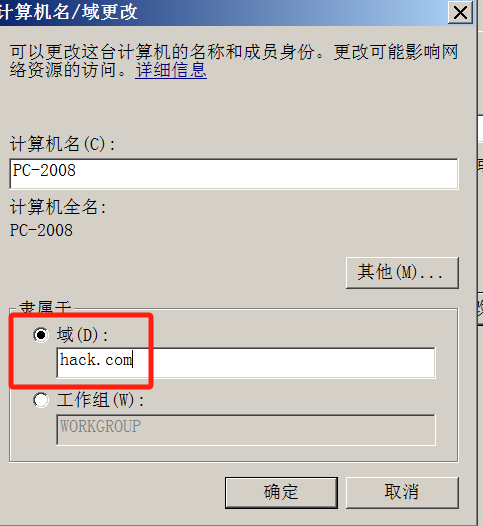 计算机名/域更改
可以更改这台计算机的名称和成员身份。更改可能影响网
络资源的访问。详细信息
计算机名(C):
PC-2008
计算机全名:
PC-2008
其他(M)...
隶属于
域(D):
hack.com
工作组(W):
WORKGROUP
确定
取消